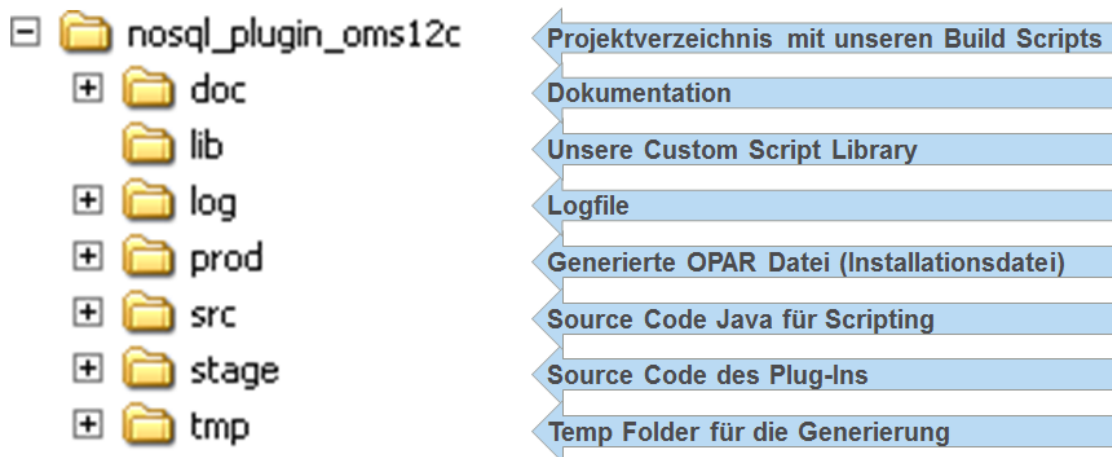 nosql_plugin_oms12c Projektverzeichnis mit unseren Build Scripts
doc Dokumentation
lib Unsere Custom Script Library
log Logfile
prod Generierte OPAR Datei (Installationsdatei)
src Source Code Java für Scripting
stage Source Code des Plug-Ins
tmp Temp Folder für die Generierung